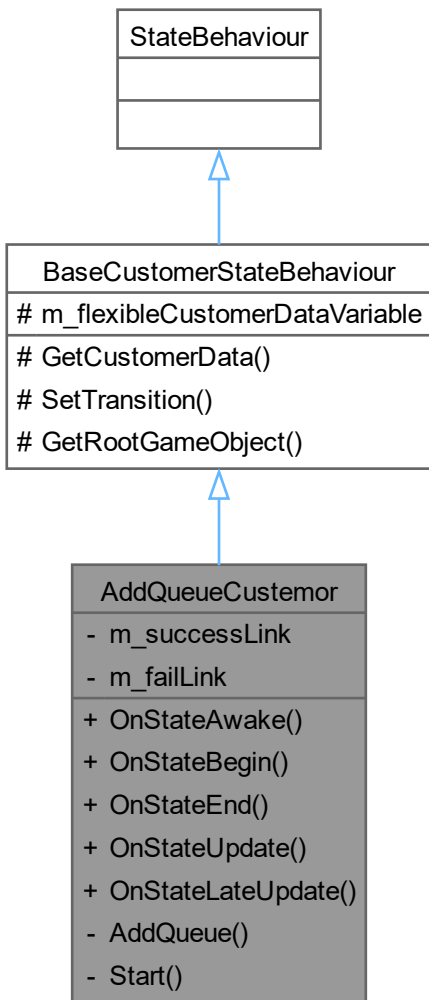 StateBehaviour
BaseCustomerStateBehaviour
# m_flexibleCustomerDataVariable
# GetCustomerData()
# SetTransition()
# GetRootGameObject()
AddQueueCustemor
- m_successLink
- m_failLink
+ OnStateAwake()
+ OnStateBegin()
+ OnStateEnd()
+ OnStateUpdate()
+ OnStateLateUpdate()
- AddQueue()
- Start()